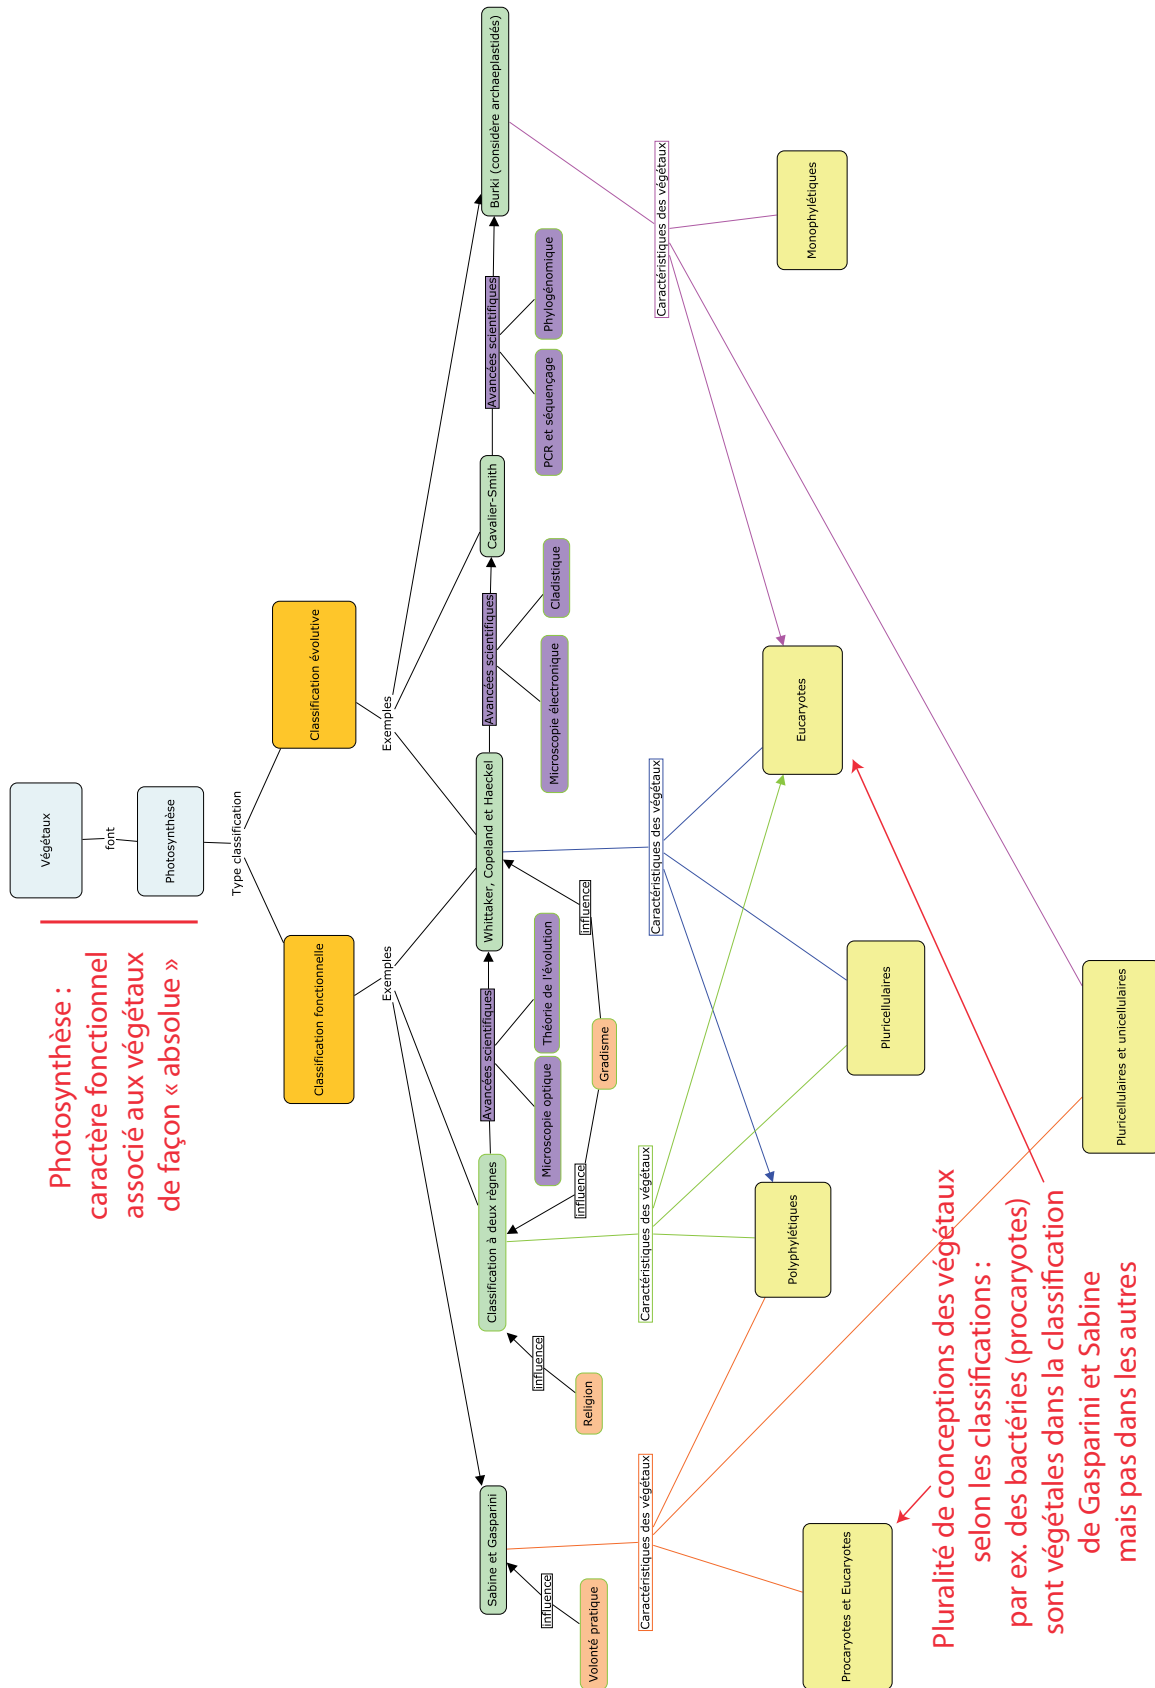 Végétaux
font
Photosynthèse
Type classification
Photosynthèse :
caractère fonctionnel
associé aux végétaux
de façon « absolue »
Classification fonctionnelle
Classification évolutive
Exemples
Exemples
Sabine et Gasparini
Classification à deux règnes
Avancées scientifiques
Whittaker, Copeland et Haeckel
Avancées scientifiques
Cavalier-Smith
Avancées scientifiques
Burki (considère archaeplastidés)
Microscopie optique
Théorie de l'évolution
Microscopie électronique
Cladistique
PCR et séquençage
Phylogénomique
influence
influence
influence
influence
Volonté pratique
Religion
Gradisme
Caractéristiques des végétaux
Caractéristiques des végétaux
Caractéristiques des végétaux
Caractéristiques des végétaux
Procaryotes et Eucaryotes
Polyphylétiques
Pluricellulaires
Eucaryotes
Monophylétiques
Pluricellulaires et unicellulaires
Pluralité de conceptions des végétaux
selon les classifications :
par ex. des bactéries (procaryotes)
sont végétales dans la classification
de Gasparini et Sabine
mais pas dans les autres